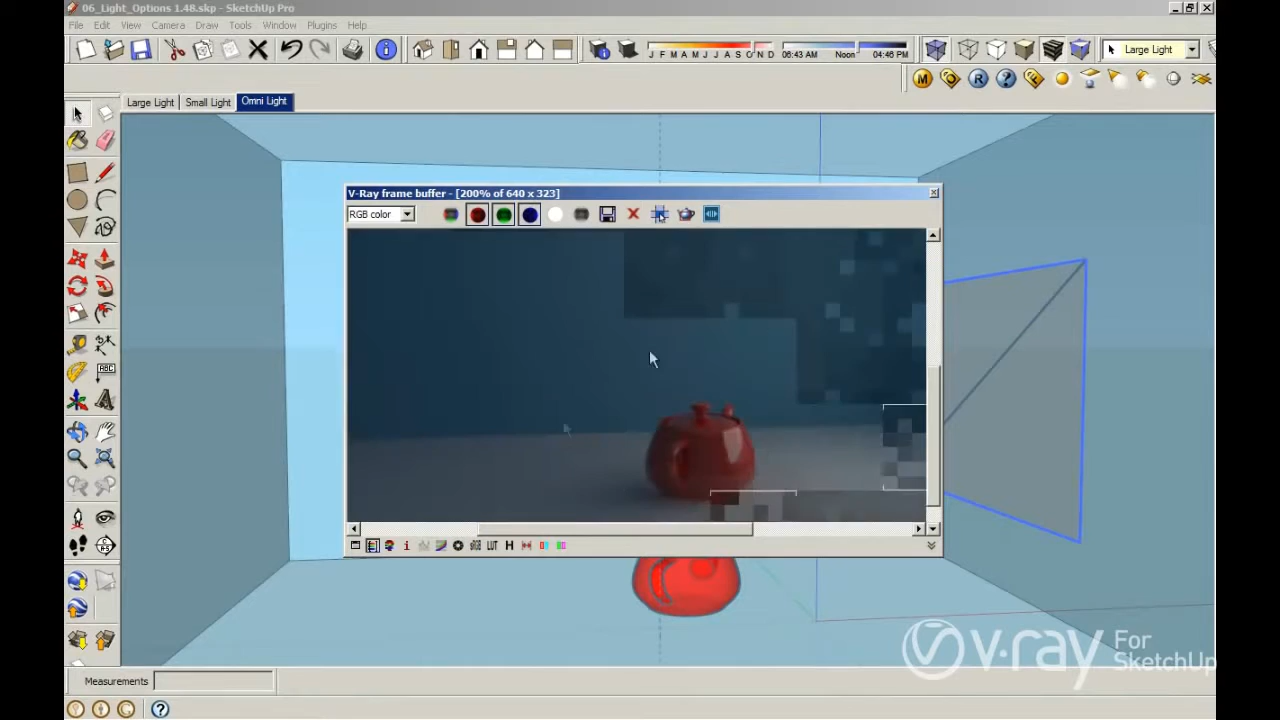 06_Light_Options 1.48.skp - SketchUp Pro
File Edit View Camera Draw Tools Window Plugins Help
J F M A M J J A S O N D 06:43 AM Noon 04:46 PM Large Light
M R ?
Large Light Small Light Omni Light
V-Ray frame buffer - [200% of 640 x 323]
RGB color
ABC
i LUT H
v·ray For SketchUp
Measurements